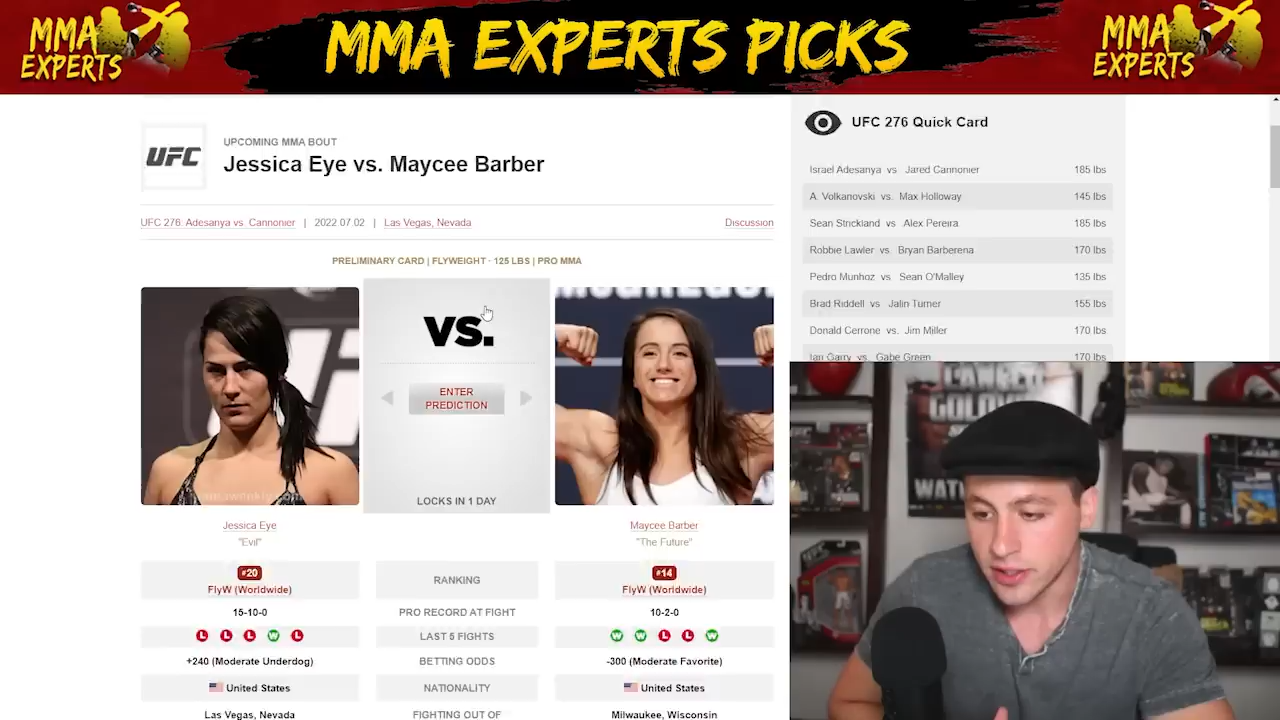 MMA EXPERTS
MMA EXPERTS PICKS
MMA EXPERTS
UFC
UPCOMING MMA BOUT
Jessica Eye vs. Maycee Barber
UFC 276: Adesanya vs. Cannonier | 2022.07.02 | Las Vegas, Nevada
Discussion
PRELIMINARY CARD | FLYWEIGHT · 125 LBS | PRO MMA
VS.
ENTER
PREDICTION
LOCKS IN 1 DAY
Jessica Eye
"Evil"
Maycee Barber
"The Future"
#20
FlyW (Worldwide)
RANKING
#14
FlyW (Worldwide)
15-10-0
PRO RECORD AT FIGHT
10-2-0
L L L W L
LAST 5 FIGHTS
W W L L W
+240 (Moderate Underdog)
BETTING ODDS
-300 (Moderate Favorite)
United States
NATIONALITY
United States
Las Vegas, Nevada
FIGHTING OUT OF
Milwaukee, Wisconsin
UFC 276 Quick Card
Israel Adesanya vs Jared Cannonier 185 lbs
A. Volkanovski vs. Max Holloway 145 lbs
Sean Strickland vs Alex Pereira 185 lbs
Robbie Lawler vs Bryan Barberena 170 lbs
Pedro Munhoz vs Sean O'Malley 135 lbs
Brad Riddell vs Jalin Turner 155 lbs
Donald Cerrone vs. Jim Miller 170 lbs
Ian Garry vs Gabe Green 170 lbs